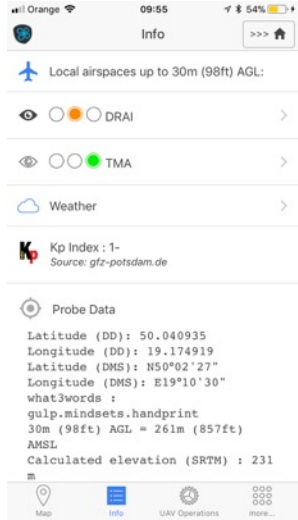 Orange 09:55 54%
Info
>>>
Local airspaces up to 30m (98ft) AGL:
DRAI
TMA
Weather
Kp Kp Index : 1-
Source: gfz-potsdam.de
Probe Data
Latitude (DD): 50.040935
Longitude (DD): 19.174919
Latitude (DMS): N50°02'27"
Longitude (DMS): E19°10'30"
what3words :
gulp.mindsets.handprint
30m (98ft) AGL = 261m (857ft)
AMSL
Calculated elevation (SRTM) : 231
m
Map Info UAV Operations more...